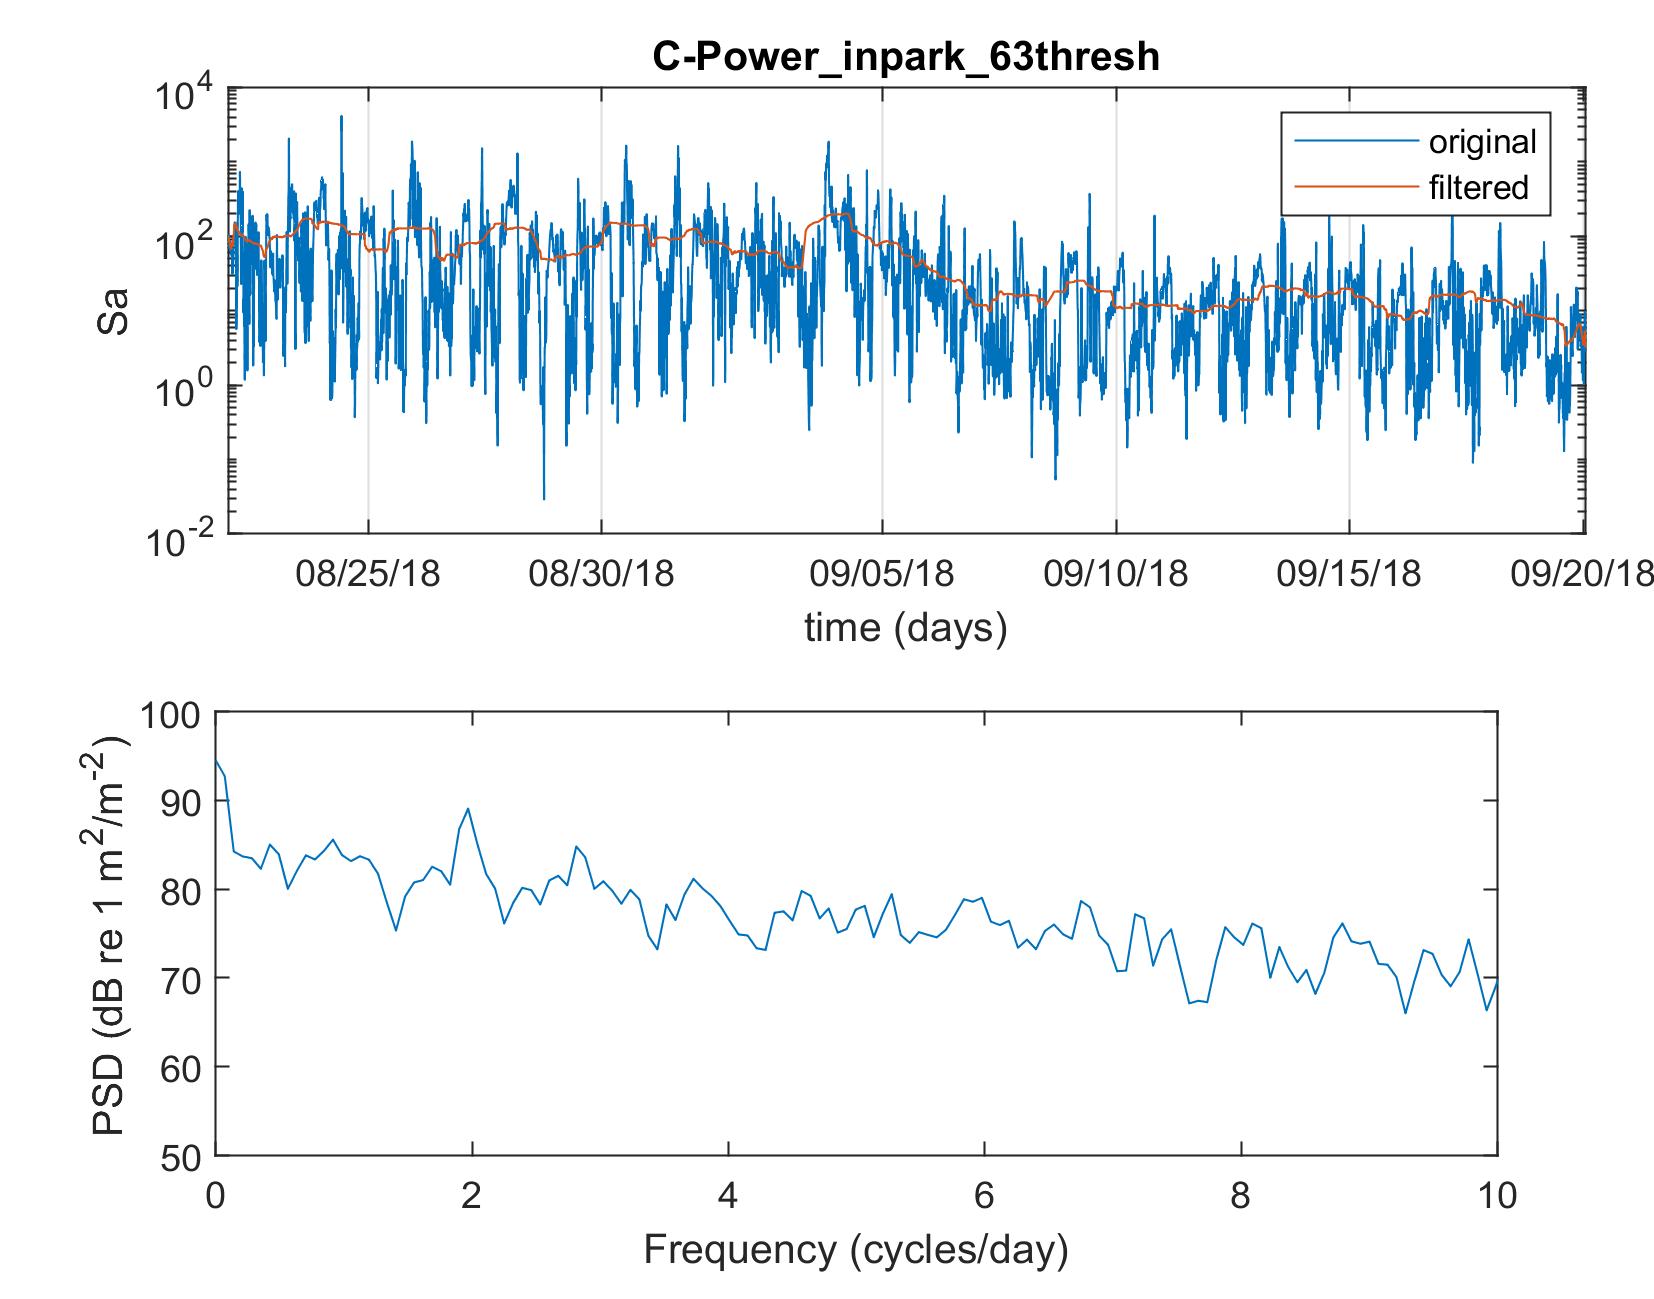 C-Power_inpark_63thresh
10^4
10^2
10^0
10^-2
Sa
original
filtered
08/25/18 08/30/18 09/05/18 09/10/18 09/15/18 09/20/18
time (days)
100
90
80
70
60
50
PSD (dB re 1 m^2/m^-2)
0 2 4 6 8 10
Frequency (cycles/day)